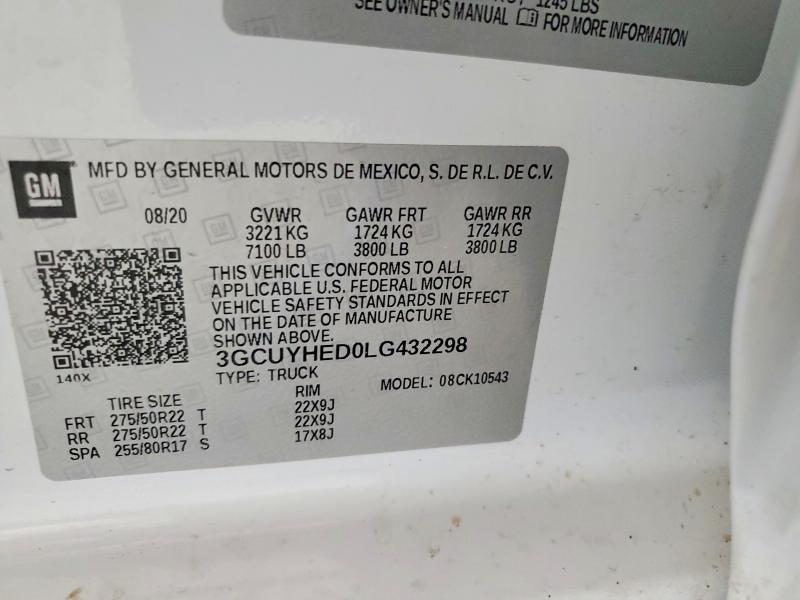 1245 LBS
SEE OWNER'S MANUAL FOR MORE INFORMATION
GM
MFD BY GENERAL MOTORS DE MEXICO, S. DE R.L. DE C.V.
08/20 GVWR GAWR FRT GAWR RR
3221 KG 1724 KG 1724 KG
7100 LB 3800 LB 3800 LB
THIS VEHICLE CONFORMS TO ALL
APPLICABLE U.S. FEDERAL MOTOR
VEHICLE SAFETY STANDARDS IN EFFECT
ON THE DATE OF MANUFACTURE
SHOWN ABOVE.
3GCUYHED0LG432298
140X
TYPE: TRUCK MODEL: 08CK10543
TIRE SIZE RIM
FRT 275/50R22 T 22X9J
RR 275/50R22 T 22X9J
SPA 255/80R17 S 17X8J